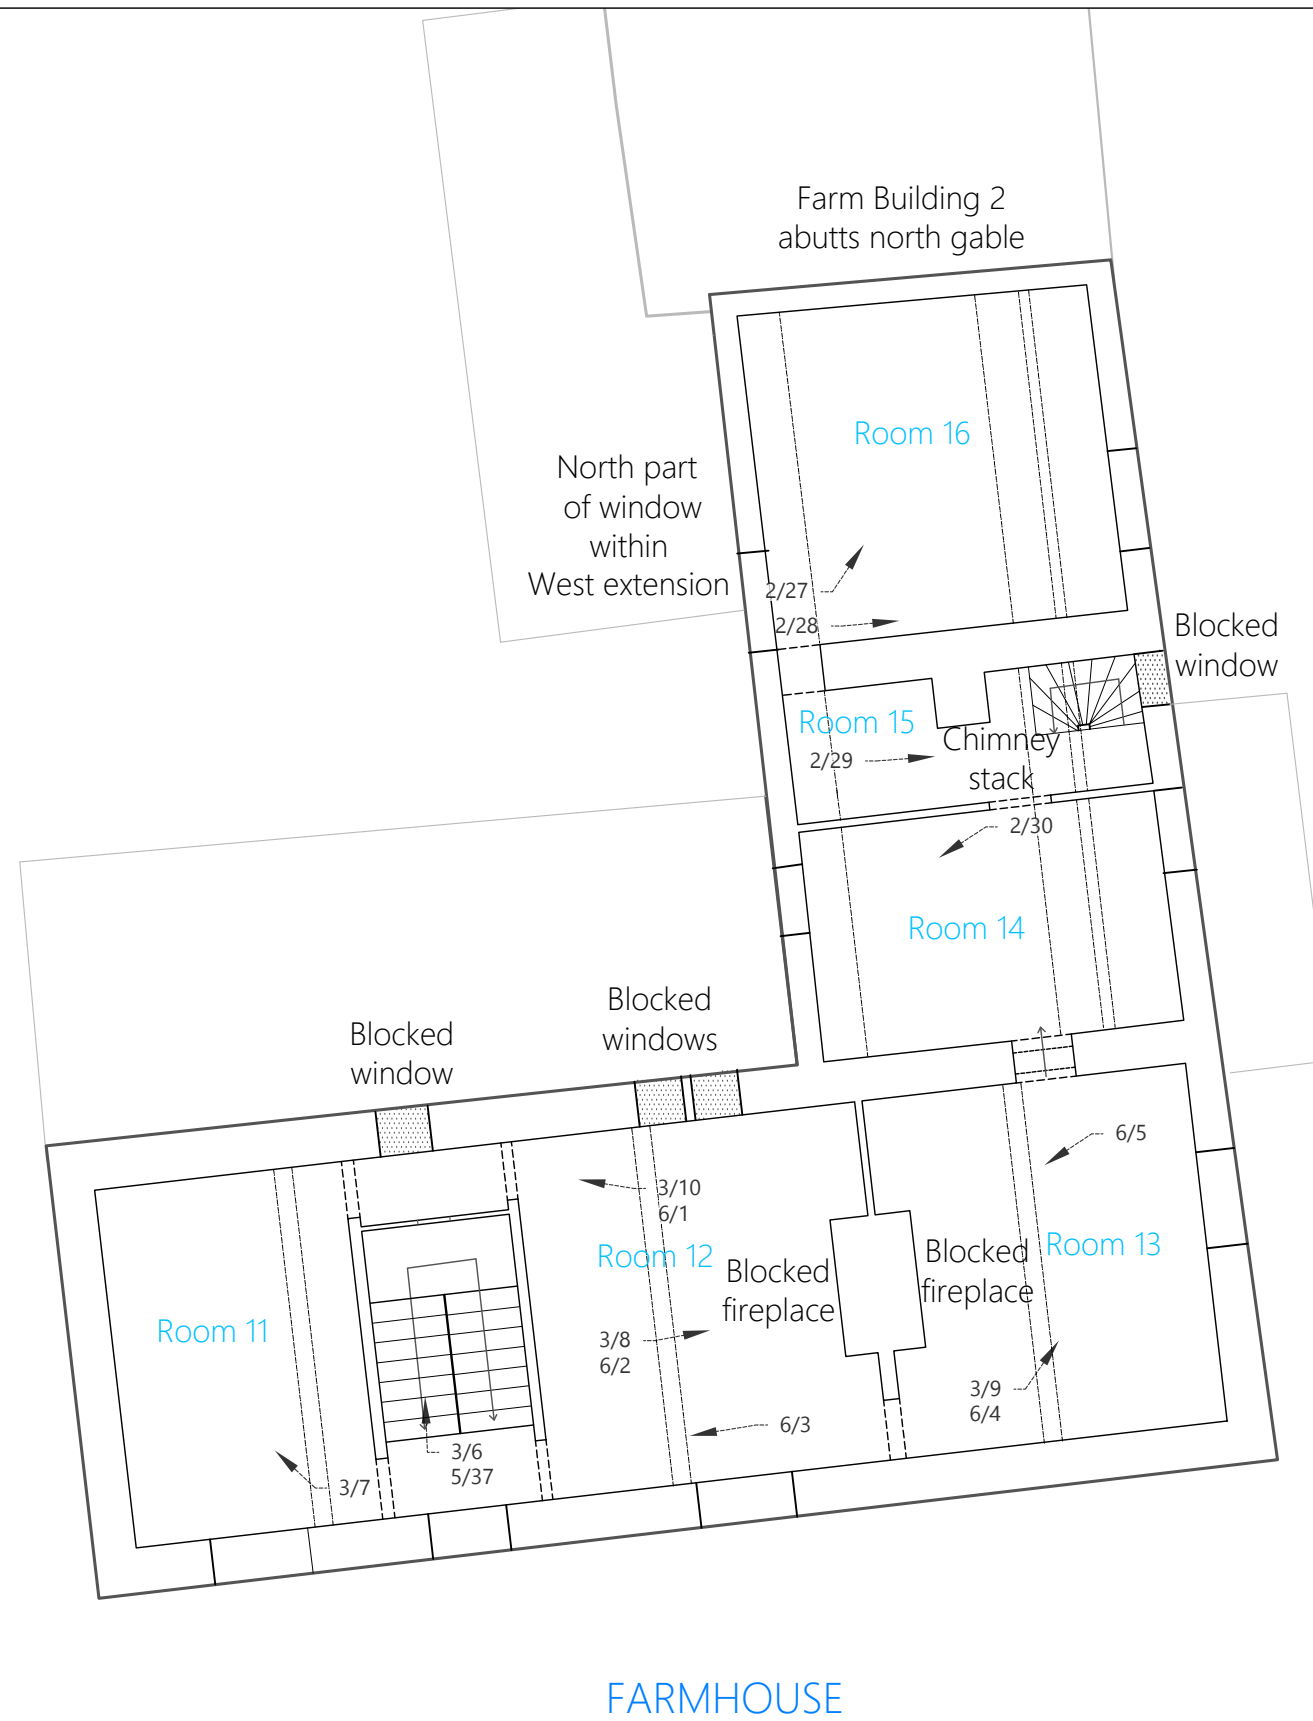 Farm Building 2
abutts north gable
Room 16
North part
of window
within
West extension
2/27
2/28
Blocked
window
Room 15
2/29
Chimney
stack
2/30
Room 14
Blocked
windows
Blocked
window
6/5
3/10
6/1
Room 12
Room 13
Blocked
fireplace
Blocked
fireplace
Room 11
3/8
6/2
3/9
6/4
6/3
3/6
5/37
3/7
FARMHOUSE